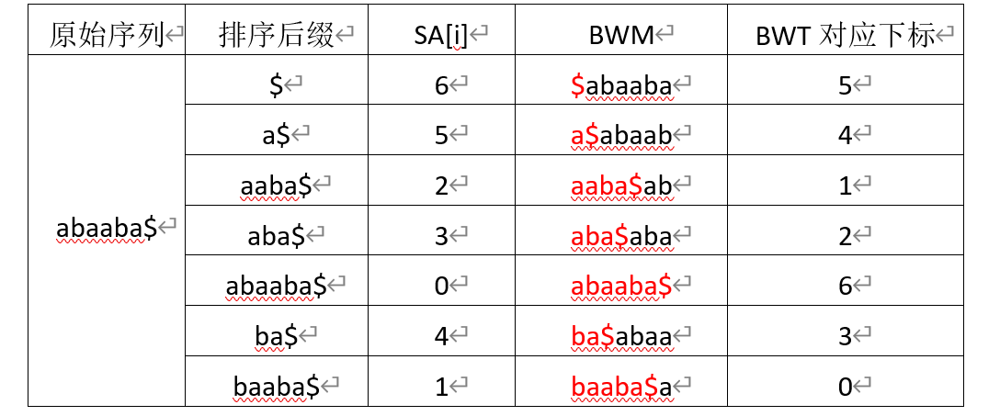 原始序列 排序后缀 SA[i] BWM BWT 对应下标
$ 6 $abaaba 5
a$ 5 a$abaab 4
aaba$ 2 aaba$ab 1
abaaba$ aba$ 3 aba$aba 2
abaaba$ 0 abaaba$ 6
ba$ 4 ba$abaa 3
baaba$ 1 baaba$a 0